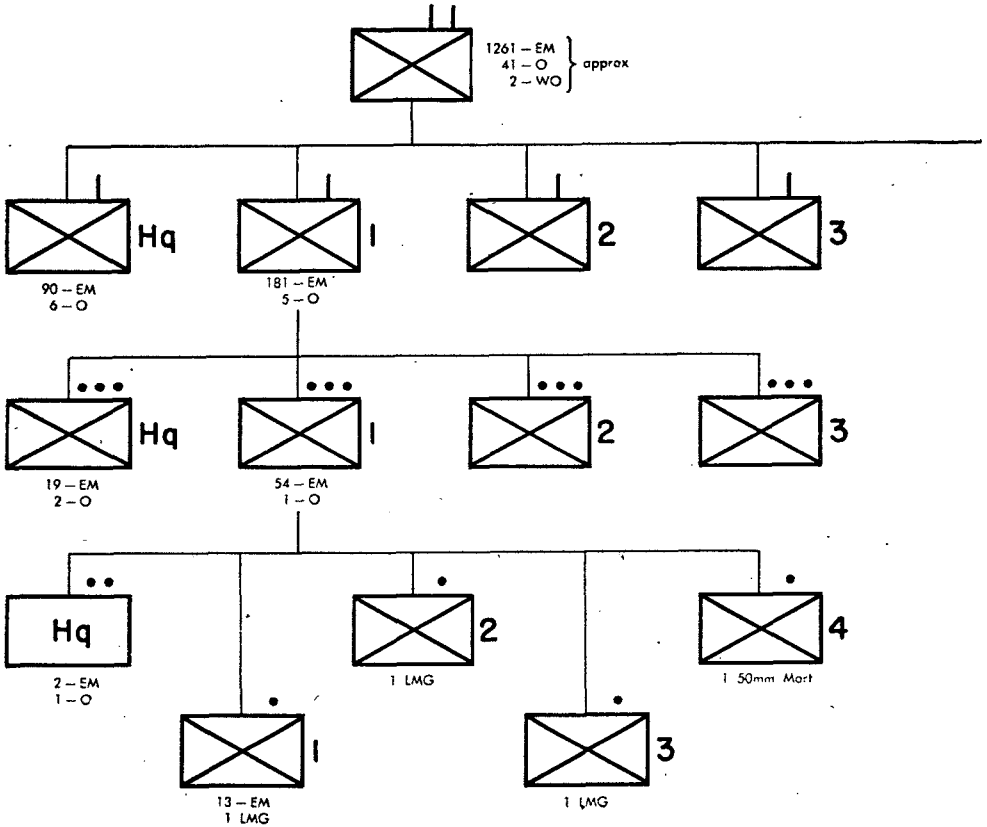 1261 – EM
41 – O
2 – WO
approx
Hq
1
2
3
90 – EM
6 – O
181 – EM
5 – O
Hq
1
2
3
19 – EM
2 – O
54 – EM
1 – O
Hq
2
4
2 – EM
1 – O
1 LMG
1 50mm Mort
1
3
13 – EM
1 LMG
1 LMG